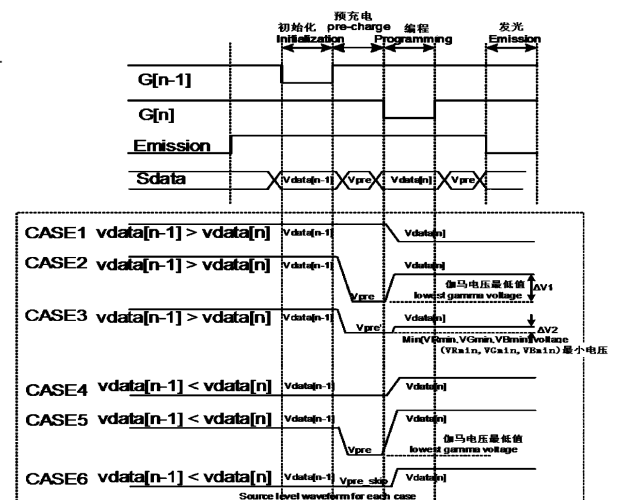 初始化 预充电 编程 发光
Initialization pre-charge Programming Emission
G[n-1]
G[n]
Emission
Sdata Vdata[n-1] Vpre Vdata[n] Vpre
CASE1 vdata[n-1] > vdata[n] Vdata[n-1] Vdata[n]
CASE2 vdata[n-1] > vdata[n] Vdata[n-1] Vdata[n]
伽马电压最低值 ΔV1
Vpre lowest gamma voltage
CASE3 vdata[n-1] > vdata[n] Vdata[n-1] Vdata[n]
Vpre' ΔV2
Min(VRmin,VGmin,VBmin)voltage
(VRmin,VGmin,VBmin)最小电压
CASE4 vdata[n-1] < vdata[n] Vdata[n-1] Vdata[n]
CASE5 vdata[n-1] < vdata[n] Vdata[n-1] Vdata[n]
伽马电压最低值
Vpre lowest gamma voltage
CASE6 vdata[n-1] < vdata[n] Vdata[n-1] Vpre_skip Vdata[n]
Source level waveform for each case